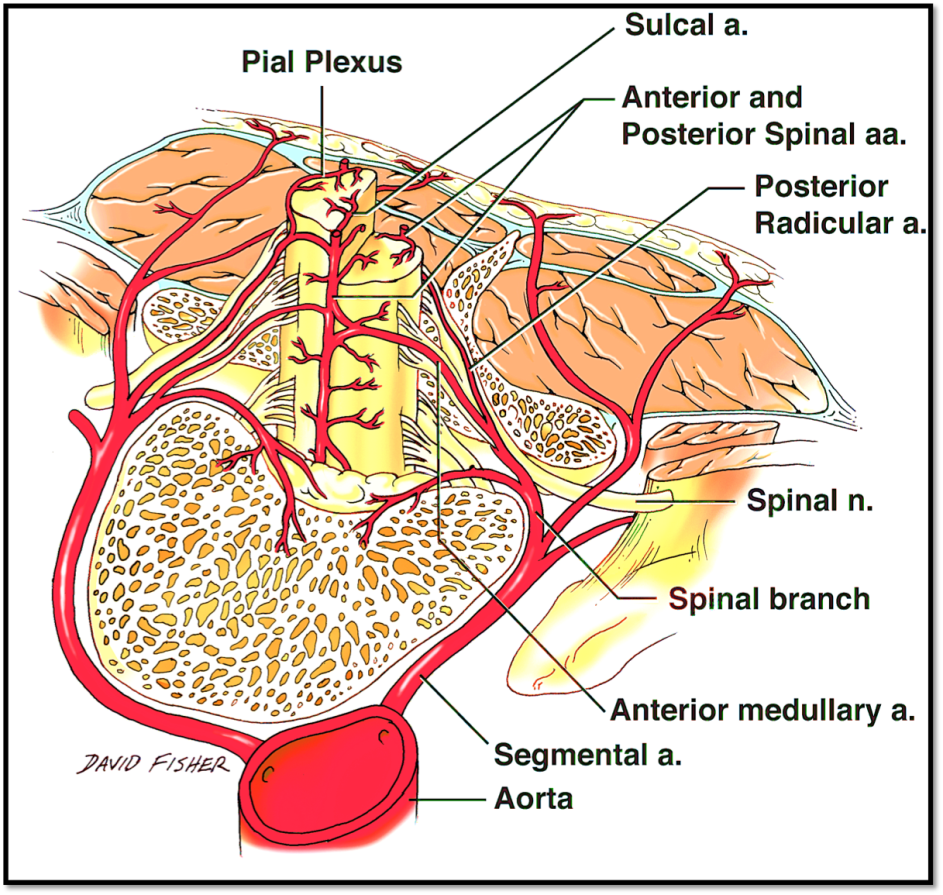 Sulcal a.
Pial Plexus
Anterior and
Posterior Spinal aa.
Posterior
Radicular a.
Spinal n.
Spinal branch
Anterior medullary a.
Segmental a.
Aorta
DAVID FISHER